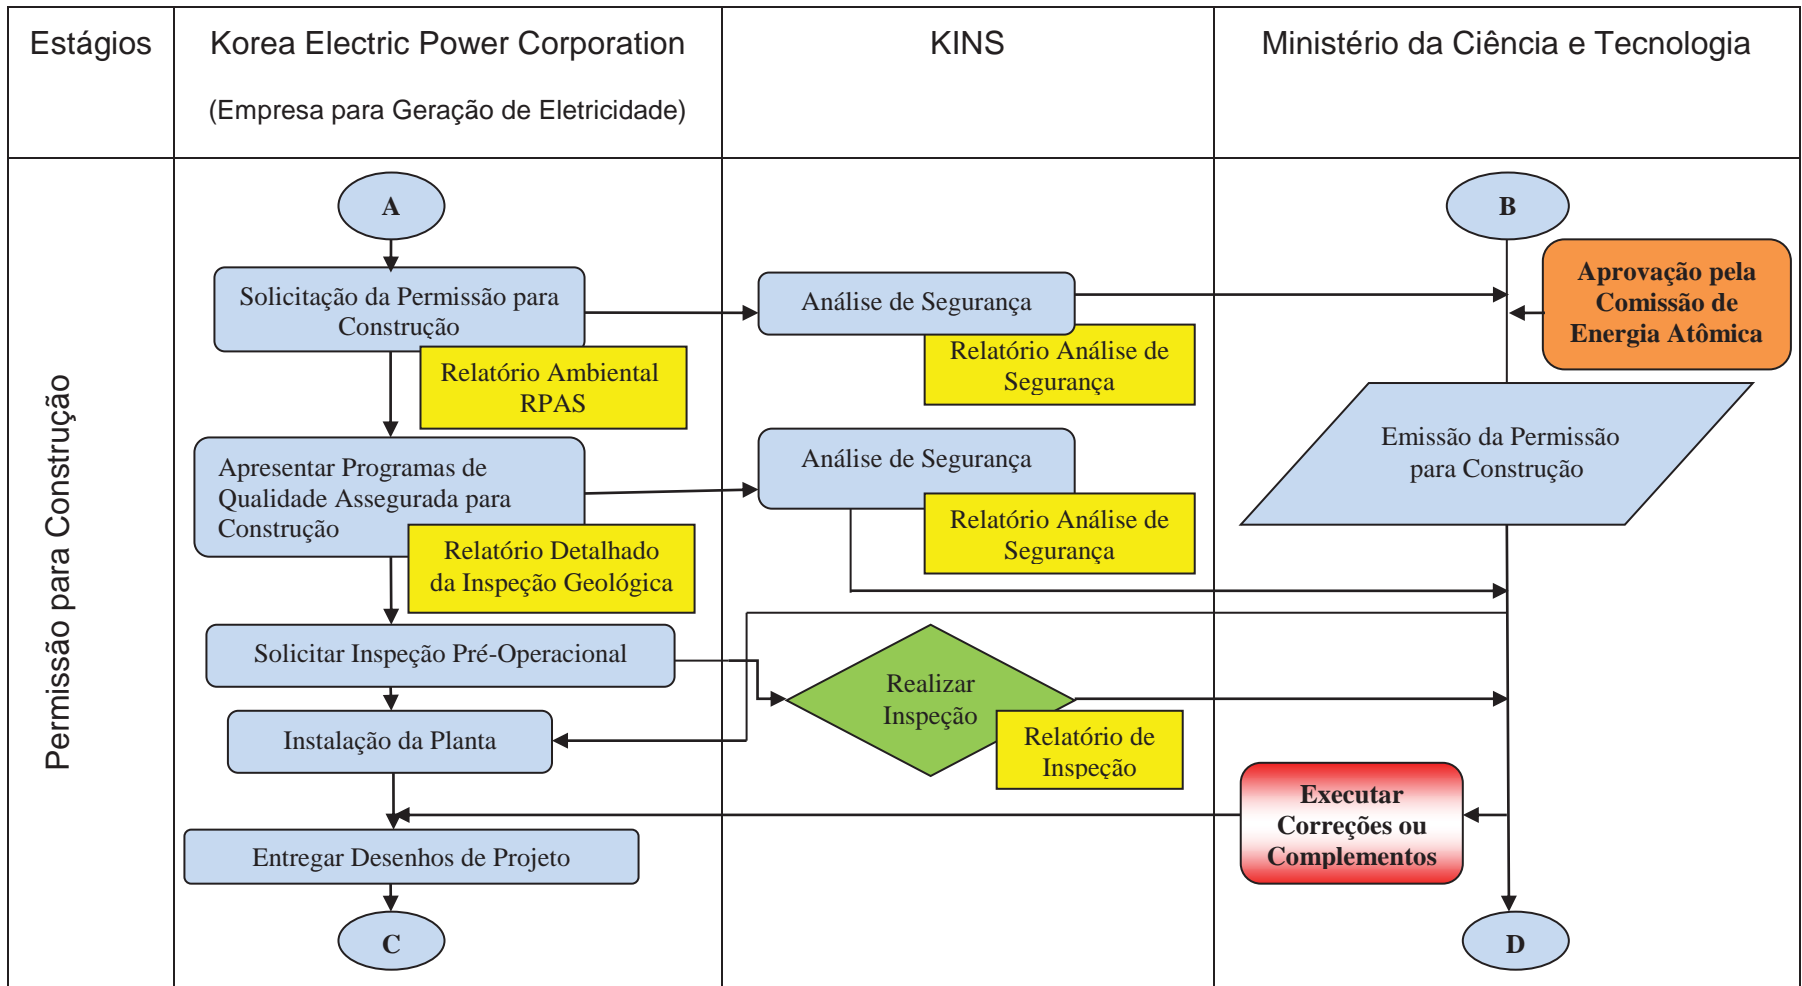 Estágios
Korea Electric Power Corporation
(Empresa para Geração de Eletricidade)
KINS
Ministério da Ciência e Tecnologia
Permissão para Construção
A
B
Solicitação da Permissão para
Construção
Relatório Ambiental
RPAS
Análise de Segurança
Relatório Análise de
Segurança
Aprovação pela
Comissão de
Energia Atômica
Emissão da Permissão
para Construção
Apresentar Programas de
Qualidade Assegurada para
Construção
Relatório Detalhado
da Inspeção Geológica
Análise de Segurança
Relatório Análise de
Segurança
Solicitar Inspeção Pré-Operacional
Realizar
Inspeção
Relatório de
Inspeção
Instalação da Planta
Executar
Correções ou
Complementos
Entregar Desenhos de Projeto
C
D